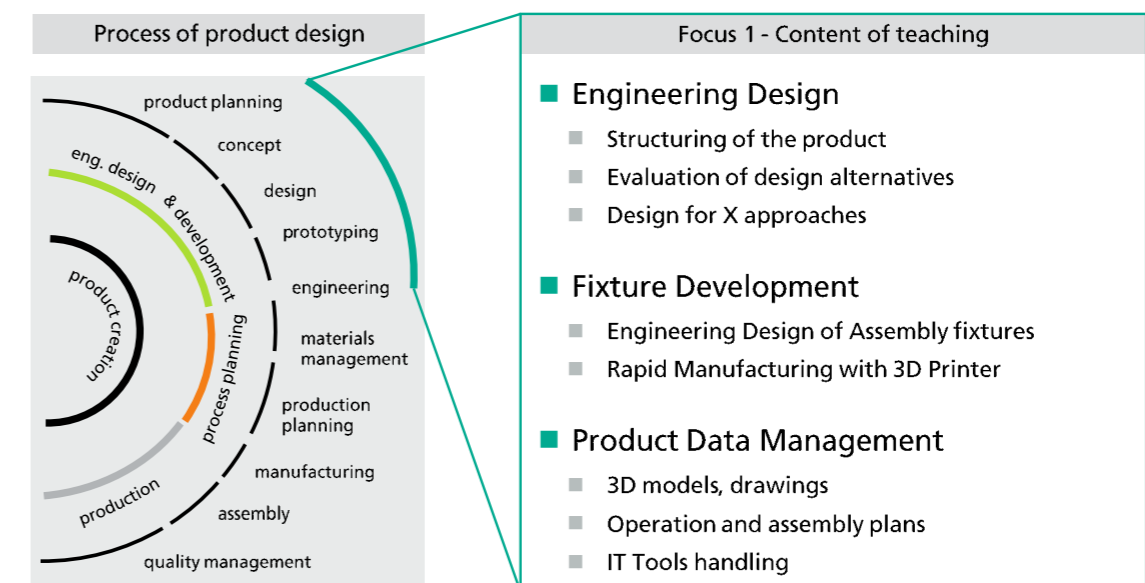 Process of product design
product planning
concept
design
prototyping
engineering
materials
management
production
planning
manufacturing
assembly
quality management
eng. design & development
process planning
production
product creation
Focus 1 - Content of teaching
Engineering Design
Structuring of the product
Evaluation of design alternatives
Design for X approaches
Fixture Development
Engineering Design of Assembly fixtures
Rapid Manufacturing with 3D Printer
Product Data Management
3D models, drawings
Operation and assembly plans
IT Tools handling